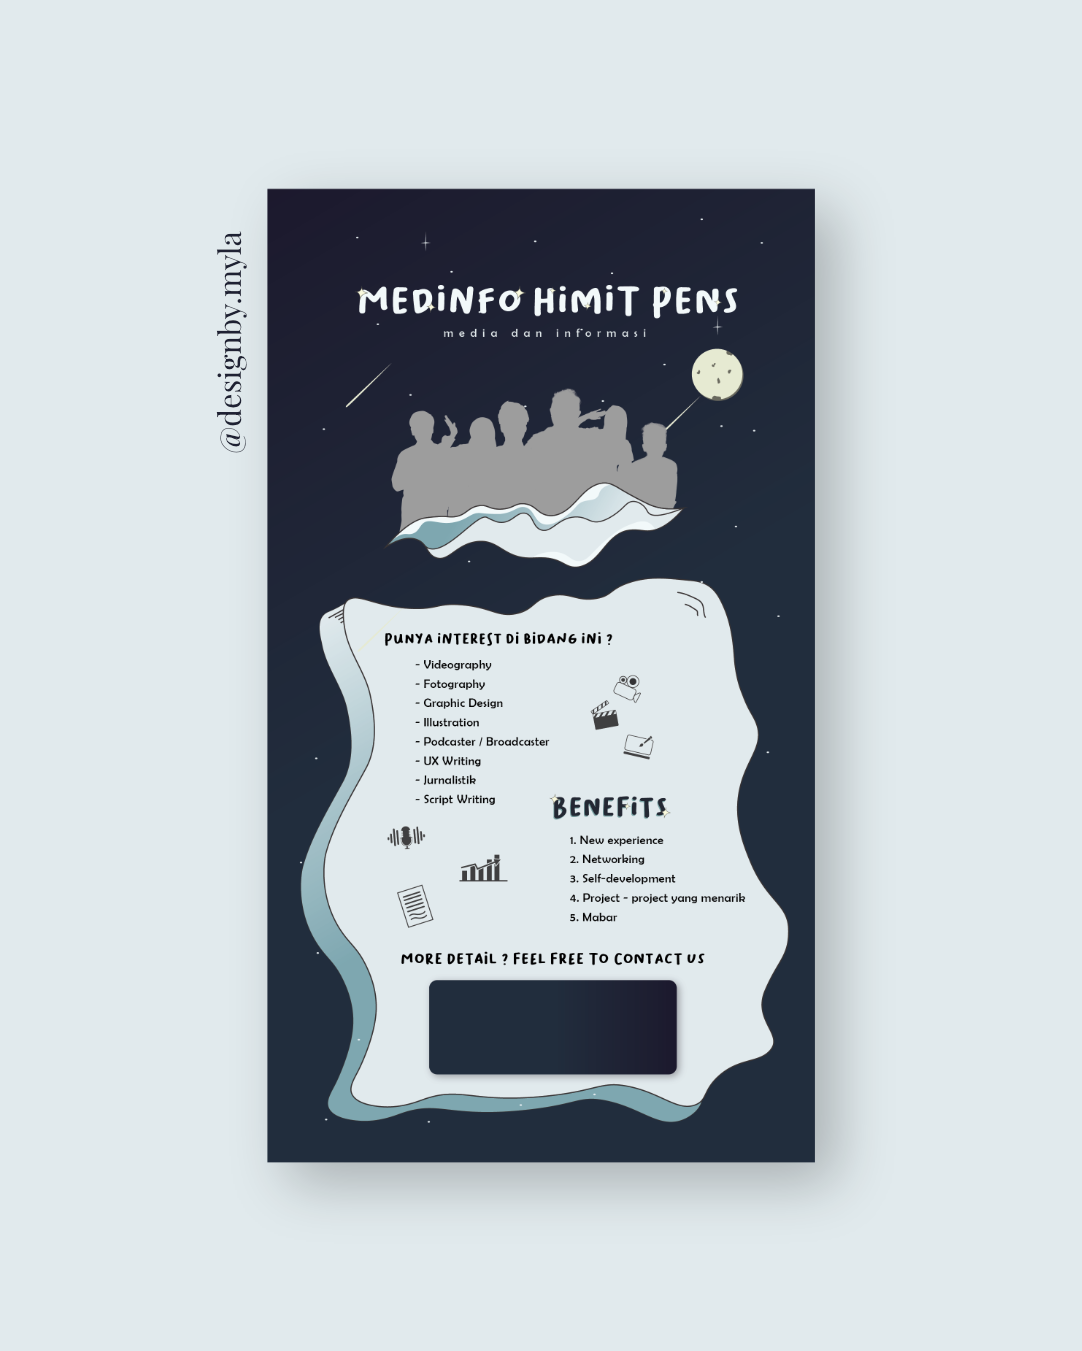 @designby.myla
MEDiNFO HiMiT PENS
media dan informasi
PUNYA iNTEREST Di BiDANG iNi ?
- Videography
- Fotography
- Graphic Design
- Illustration
- Podcaster / Broadcaster
- UX Writing
- Jurnalistik
- Script Writing
BENEFiTS
1. New experience
2. Networking
3. Self-development
4. Project - project yang menarik
5. Mabar
MORE DETAiL ? FEEL FREE TO CONTACT US